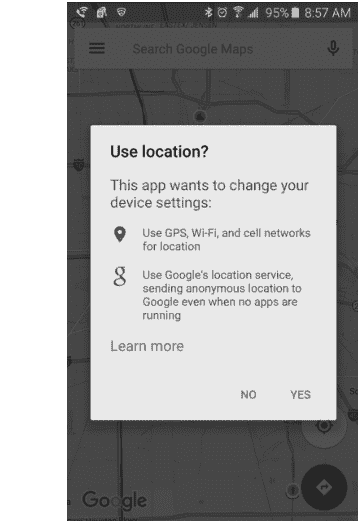 95% 8:57 AM
Search Google Maps
Use location?
This app wants to change your
device settings:
Use GPS, Wi-Fi, and cell networks
for location
g Use Google's location service,
sending anonymous location to
Google even when no apps are
running
Learn more
NO YES
Google